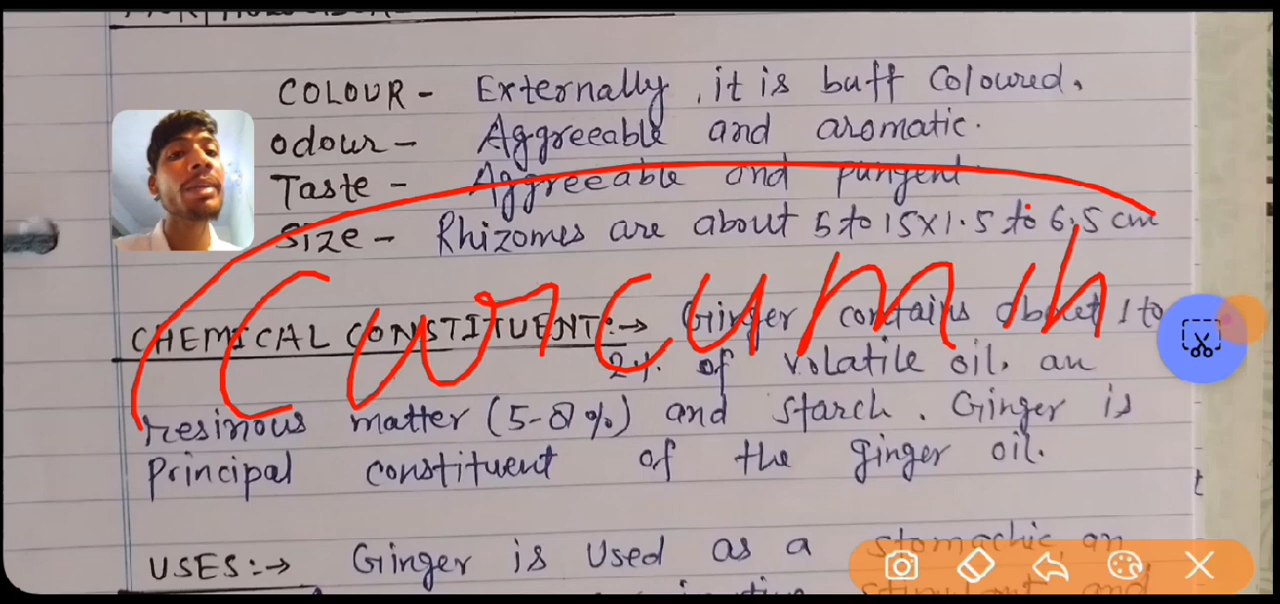 COLOUR - Externally, it is buff Coloured.
Odour - Aggreeable and aromatic.
Taste - Aggreeable and pungent
Size - Rhizomes are about 5 to 15x1.5 to 6.5 cm
Curcumin
CHEMICAL CONSTITUENT:→ Ginger contains about 1 to
2%. of volatile oil. an
resinous matter (5-8%) and starch. Ginger is
Principal constituent of the ginger oil.
t
USES:→ Ginger is Used as a stomachic, an
and